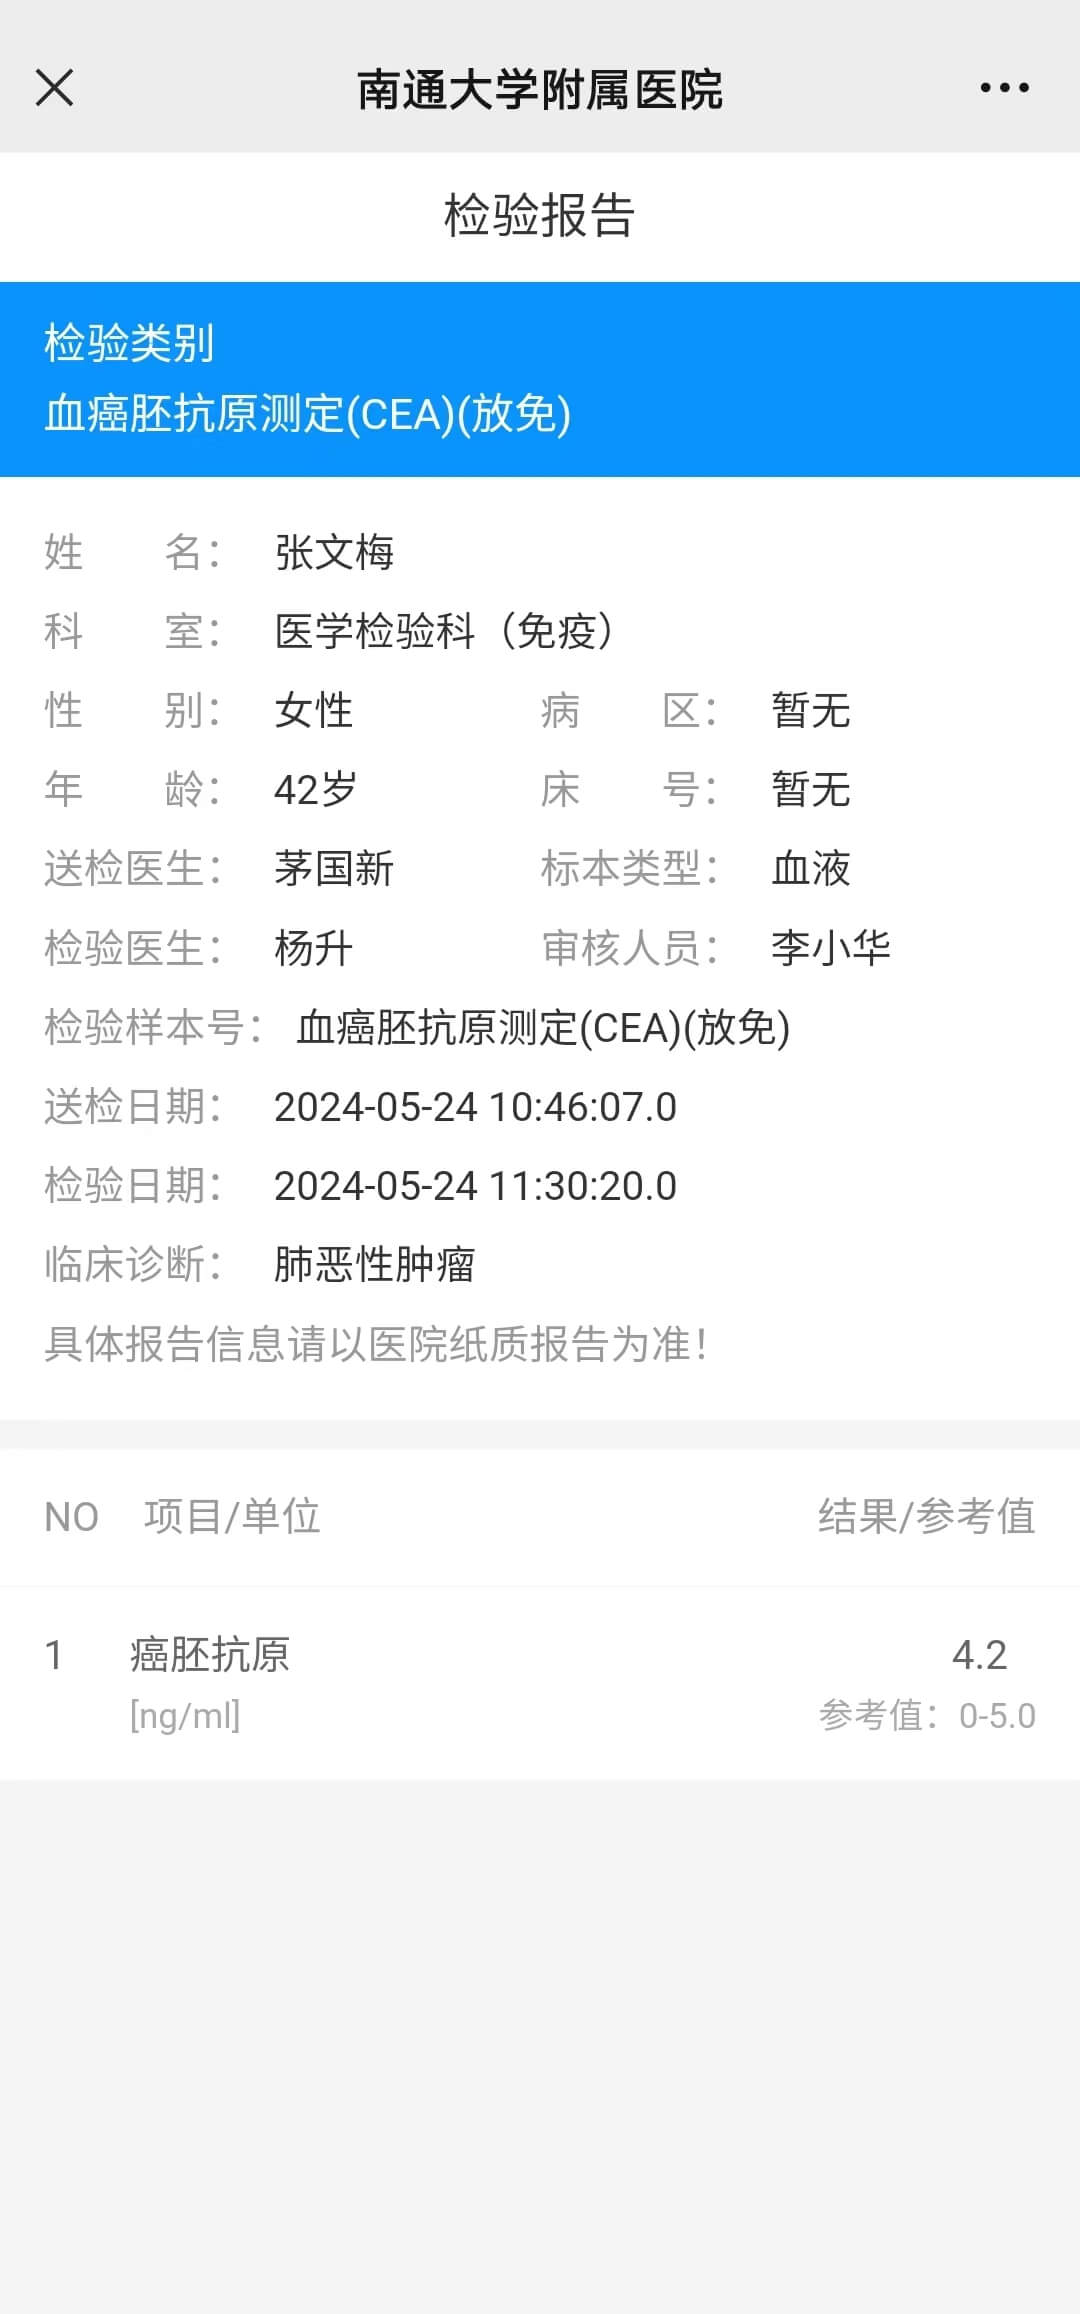 南通大学附属医院
检验报告
检验类别
血癌胚抗原测定(CEA)(放免)
姓名： 张文梅
科室： 医学检验科（免疫）
性别： 女性 病区： 暂无
年龄： 42岁 床号： 暂无
送检医生： 茅国新 标本类型： 血液
检验医生： 杨升 审核人员： 李小华
检验样本号： 血癌胚抗原测定(CEA)(放免)
送检日期： 2024-05-24 10:46:07.0
检验日期： 2024-05-24 11:30:20.0
临床诊断： 肺恶性肿瘤
具体报告信息请以医院纸质报告为准！
NO 项目/单位 结果/参考值
1 癌胚抗原 4.2
[ng/ml] 参考值：0-5.0